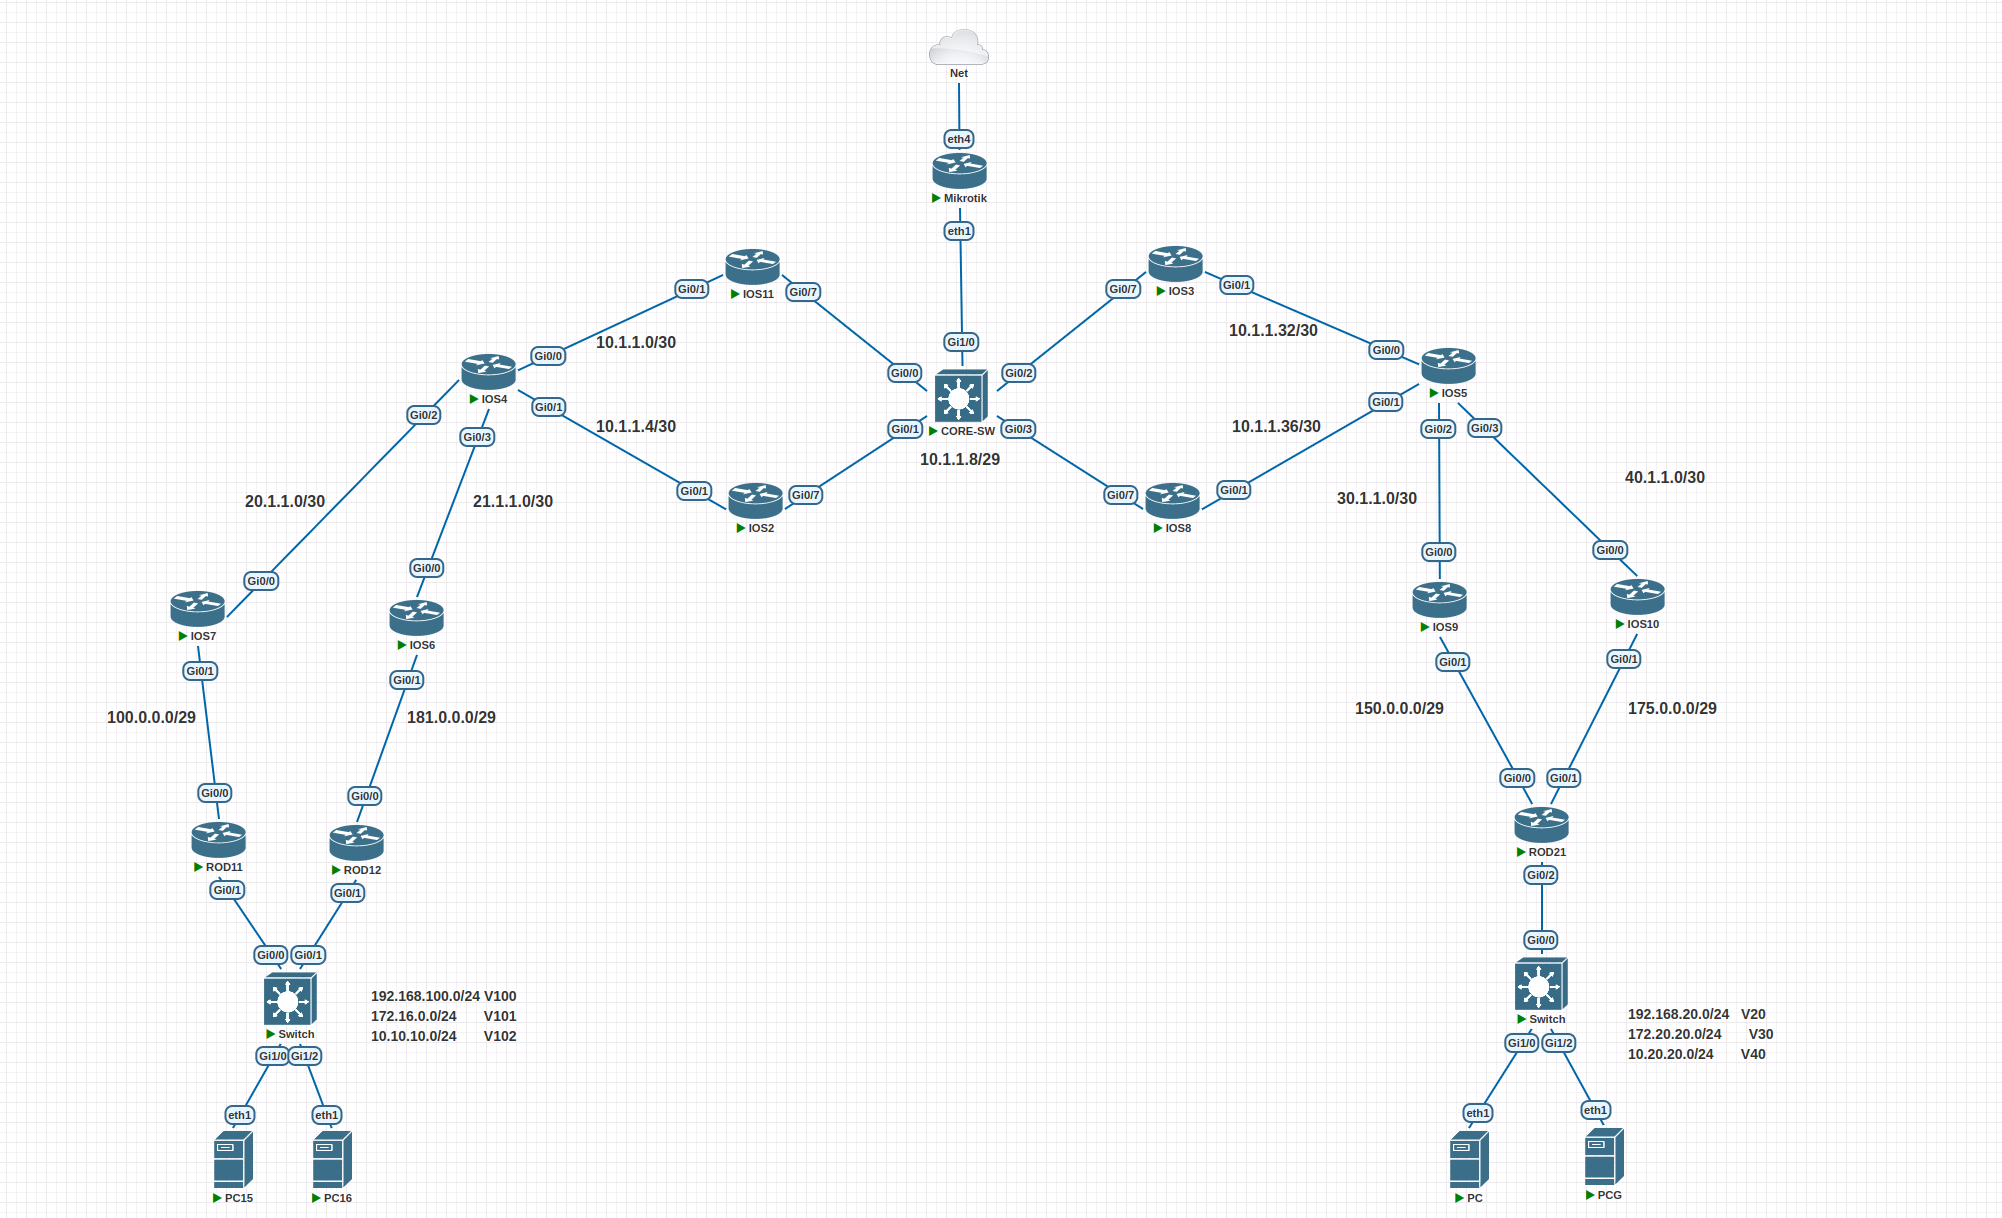 Net
eth4
Mikrotik
eth1
Gi0/1
IOS11
Gi0/7
Gi0/7
IOS3
Gi0/1
10.1.1.0/30
Gi1/0
10.1.1.32/30
Gi0/0
IOS4
Gi0/0
Gi0/2
Gi0/0
IOS5
Gi0/2
Gi0/3
Gi0/1
10.1.1.4/30
Gi0/1
CORE-SW
Gi0/3
10.1.1.36/30
Gi0/1
Gi0/2
Gi0/3
10.1.1.8/29
20.1.1.0/30
21.1.1.0/30
Gi0/1
IOS2
Gi0/7
Gi0/7
IOS8
Gi0/1
30.1.1.0/30
40.1.1.0/30
Gi0/0
IOS7
Gi0/0
IOS6
Gi0/0
IOS9
Gi0/0
IOS10
Gi0/1
Gi0/1
Gi0/1
Gi0/1
100.0.0.0/29
181.0.0.0/29
150.0.0.0/29
175.0.0.0/29
Gi0/0
Gi0/0
Gi0/0
Gi0/1
ROD11
ROD12
ROD21
Gi0/1
Gi0/1
Gi0/2
Gi0/0
Gi0/1
Gi0/0
Switch
192.168.100.0/24 V100
172.16.0.0/24 V101
10.10.10.0/24 V102
Switch
192.168.20.0/24 V20
172.20.20.0/24 V30
10.20.20.0/24 V40
Gi1/0
Gi1/2
Gi1/0
Gi1/2
eth1
eth1
eth1
eth1
PC15
PC16
PC
PCG